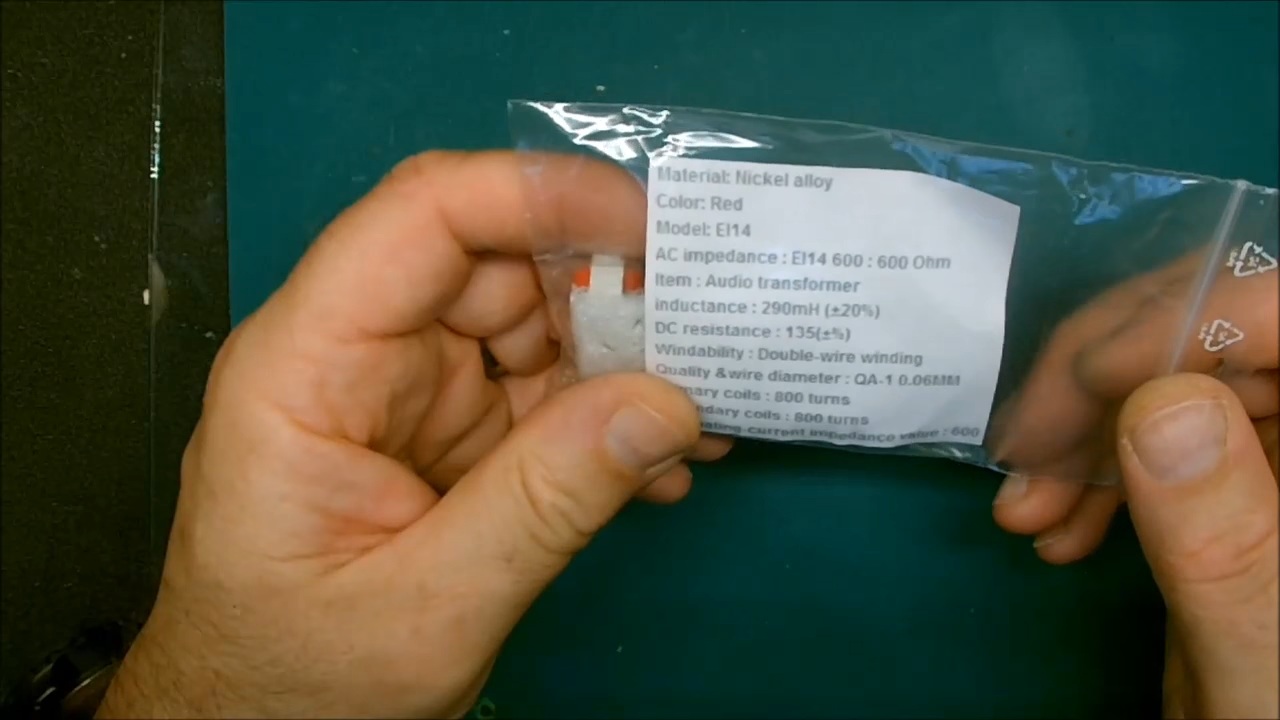 Material: Nickel alloy
Color: Red
Model: EI14
AC impedance : EI14 600 : 600 Ohm
Item : Audio transformer
inductance : 290mH (±20%)
DC resistance : 135(±%)
Windability : Double-wire winding
Quality &wire diameter : QA-1 0.06MM
coils : 800 turns
coils : 800 turns
current impedance value : 600